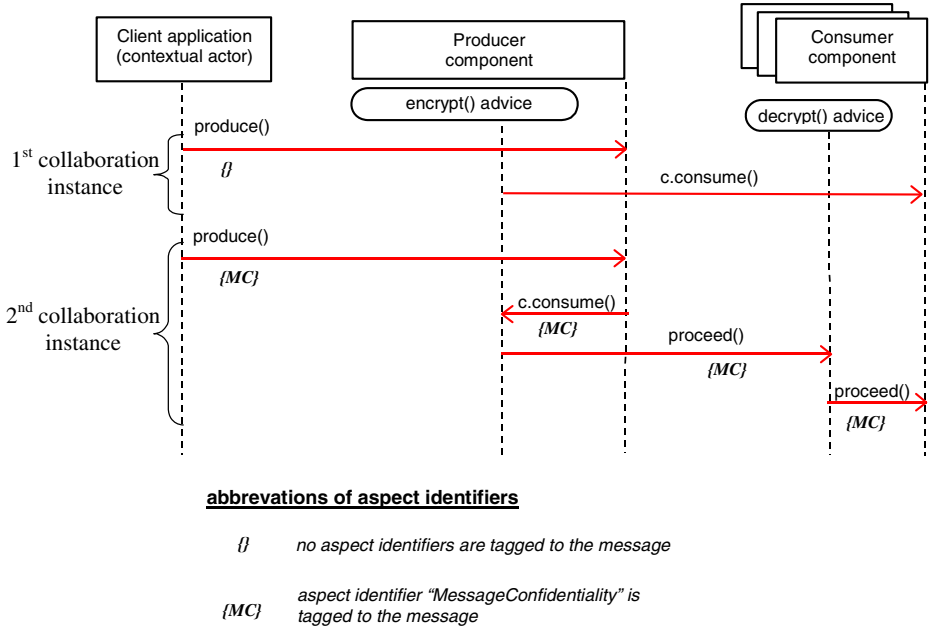 Client application
(contextual actor)
Producer
component
Consumer
component
encrypt() advice
decrypt() advice
produce()
{}
1st collaboration
instance
c.consume()
produce()
{MC}
2nd collaboration
instance
c.consume()
{MC}
proceed()
{MC}
proceed()
{MC}
abbrevations of aspect identifiers
{} no aspect identifiers are tagged to the message
{MC} aspect identifier “MessageConfidentiality” is
tagged to the message